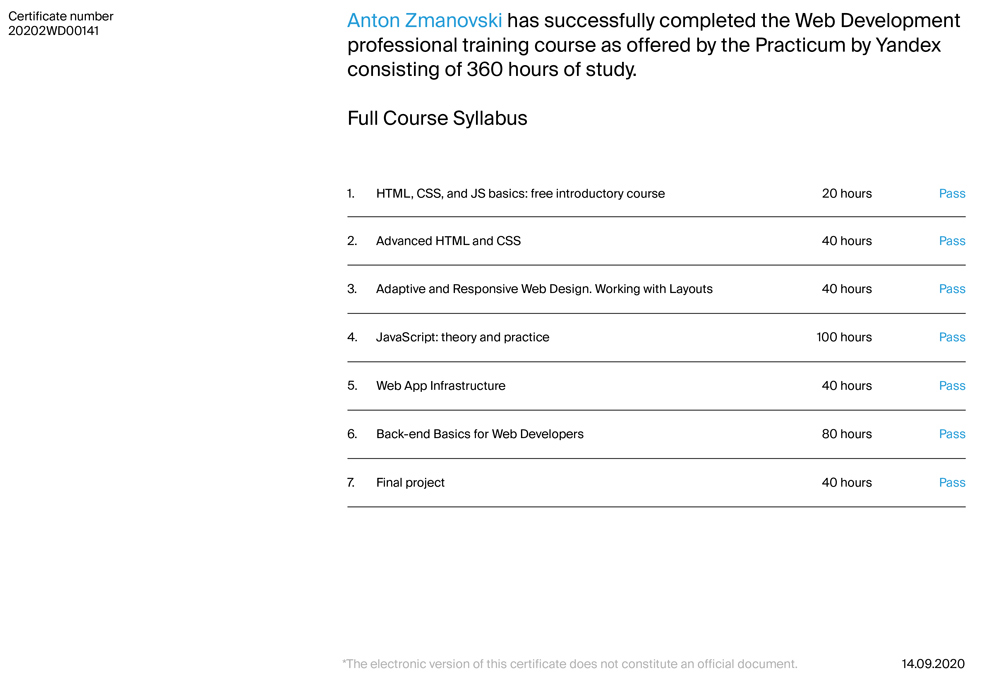 Certificate number
20202WD00141
Anton Zmanovski has successfully completed the Web Development
professional training course as offered by the Practicum by Yandex
consisting of 360 hours of study.
Full Course Syllabus
1. HTML, CSS, and JS basics: free introductory course 20 hours Pass
2. Advanced HTML and CSS 40 hours Pass
3. Adaptive and Responsive Web Design. Working with Layouts 40 hours Pass
4. JavaScript: theory and practice 100 hours Pass
5. Web App Infrastructure 40 hours Pass
6. Back-end Basics for Web Developers 80 hours Pass
7. Final project 40 hours Pass
*The electronic version of this certificate does not constitute an official document. 14.09.2020